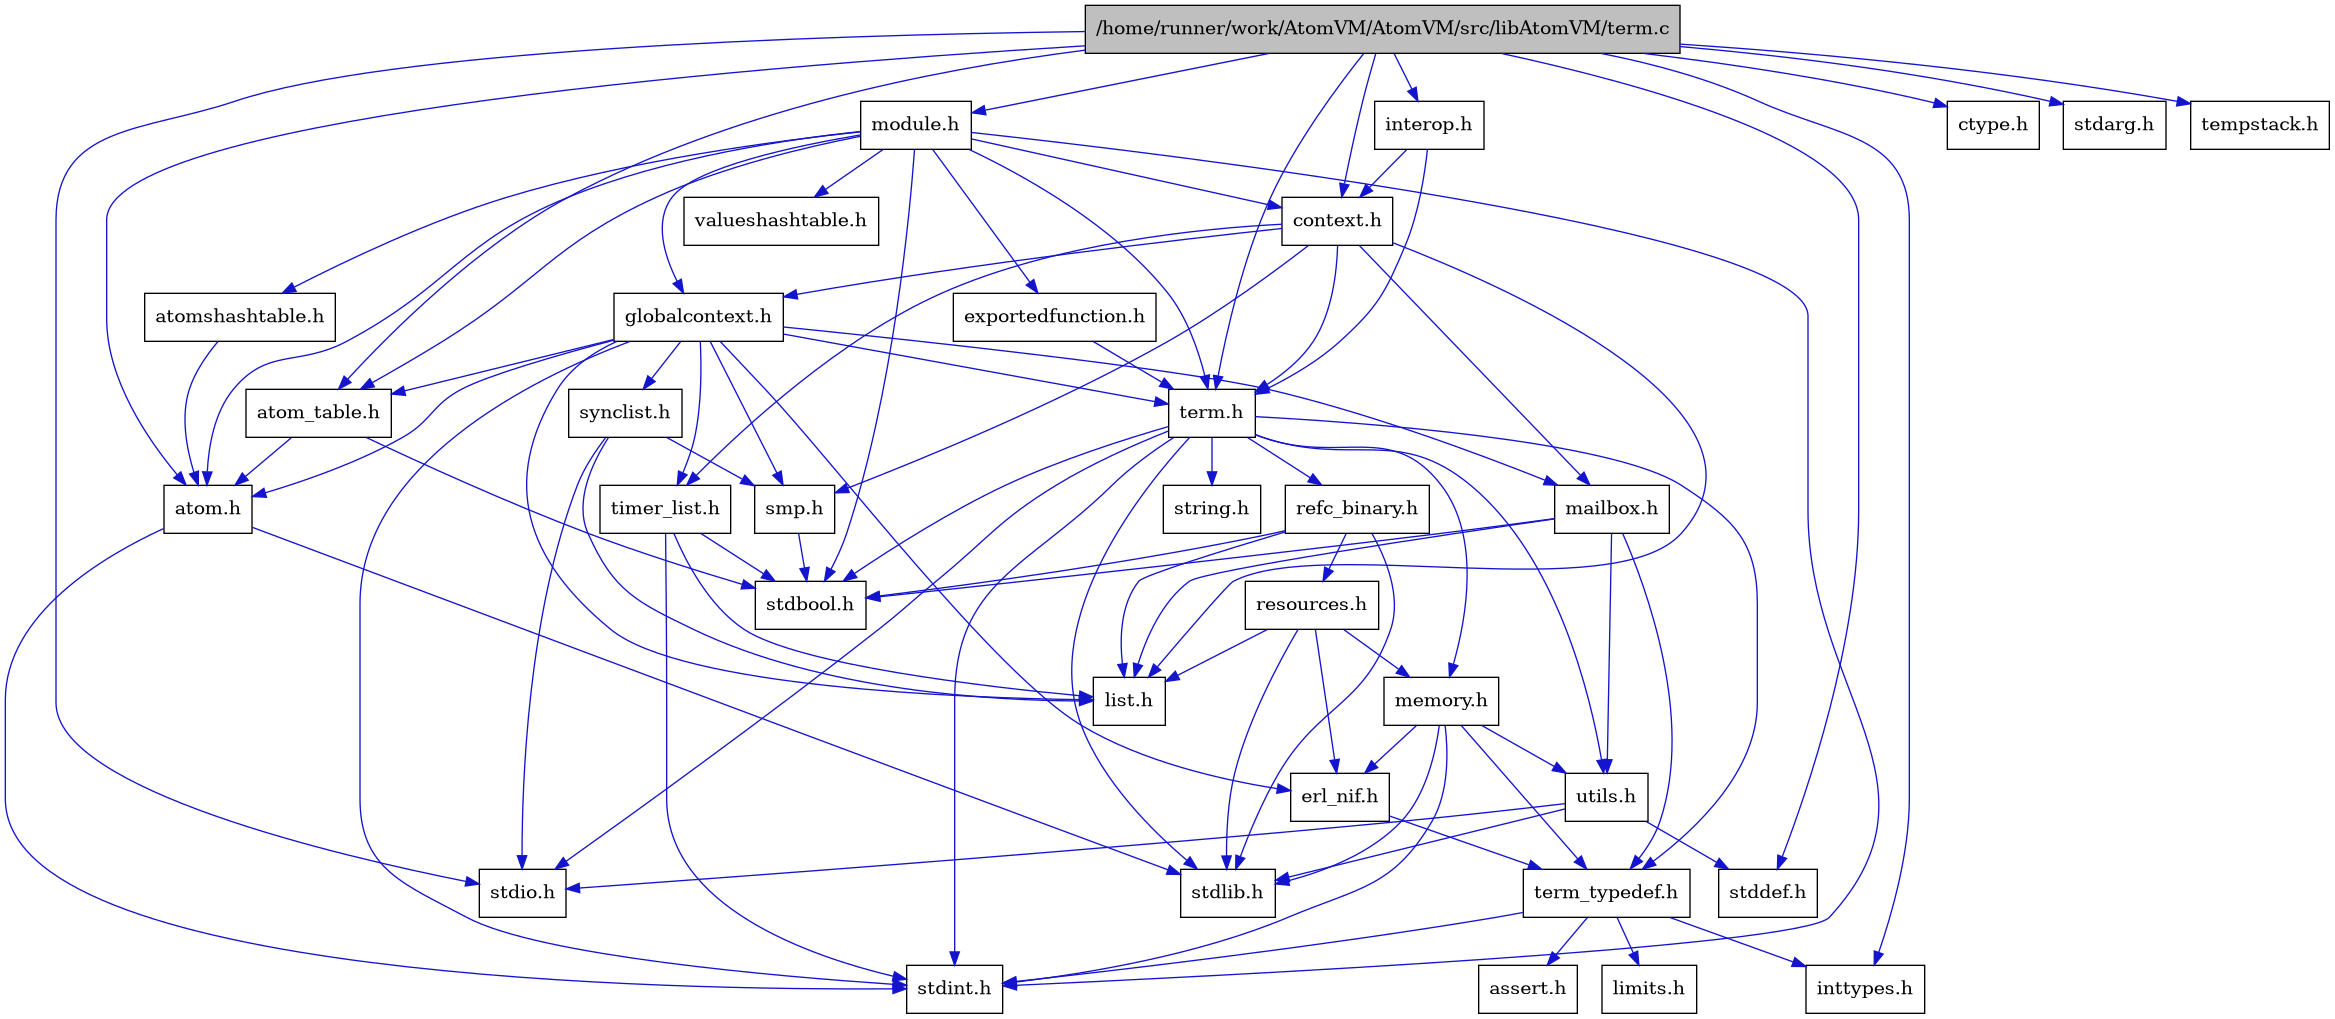 /home/runner/work/AtomVM/AtomVM/src/libAtomVM/term.c
module.h
interop.h
ctype.h
stdarg.h
tempstack.h
valueshashtable.h
context.h
atomshashtable.h
globalcontext.h
exportedfunction.h
atom_table.h
synclist.h
term.h
atom.h
timer_list.h
smp.h
string.h
refc_binary.h
mailbox.h
stdbool.h
resources.h
list.h
memory.h
erl_nif.h
utils.h
stdio.h
stdlib.h
term_typedef.h
stddef.h
stdint.h
assert.h
limits.h
inttypes.h